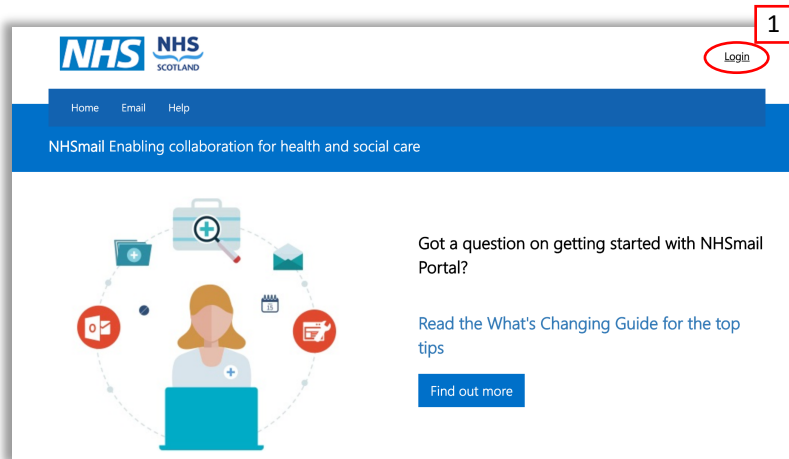 1
NHS NHS
SCOTLAND
Login
Home Email Help
NHSmail Enabling collaboration for health and social care
Got a question on getting started with NHSmail
Portal?
Read the What's Changing Guide for the top
tips
Find out more